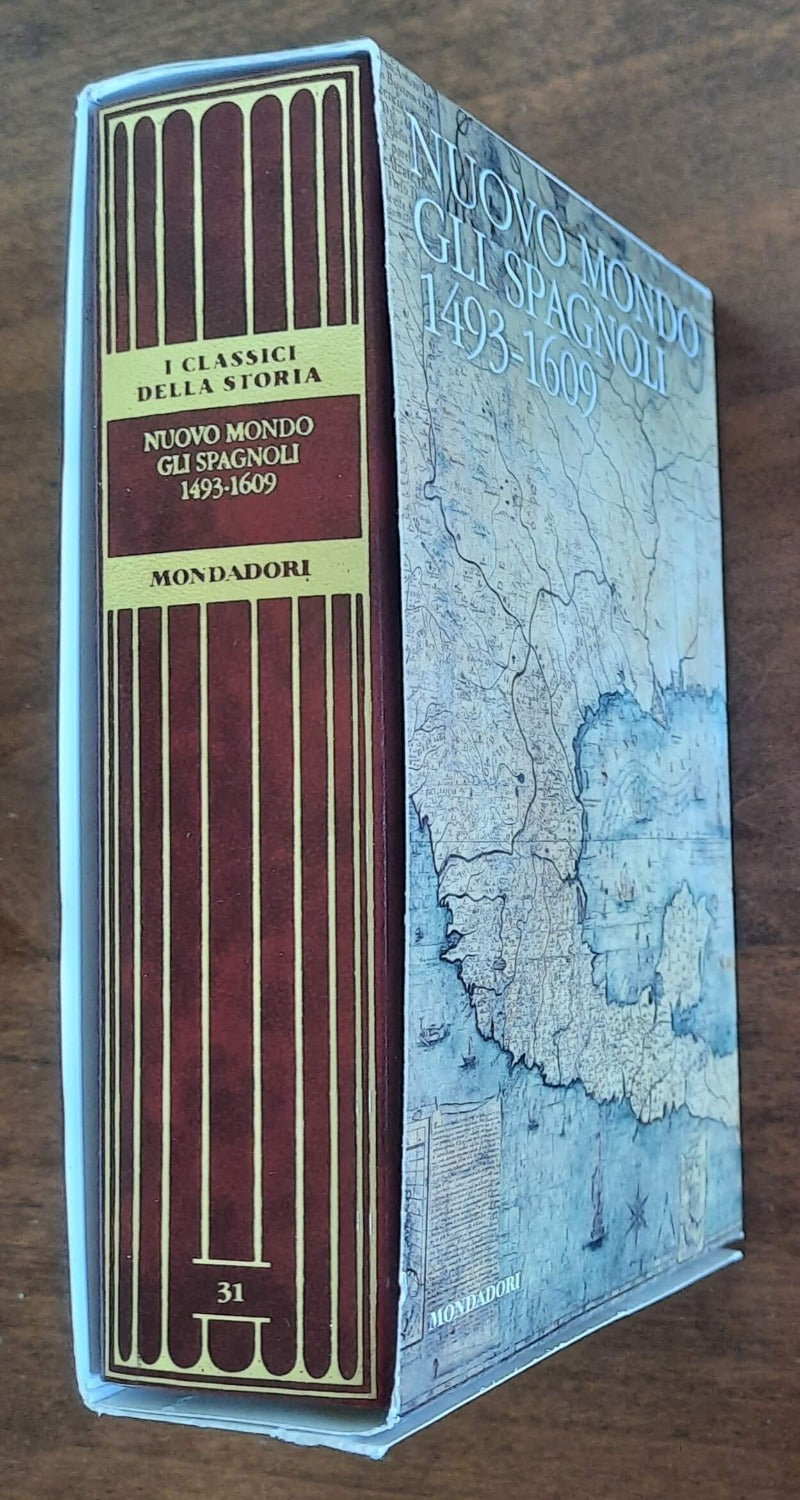 I CLASSICI
DELLA STORIA
NUOVO MONDO
GLI SPAGNOLI
1493-1609
MONDADORI
31
NUOVO MONDO
GLI SPAGNOLI
1493-1609
MONDADORI